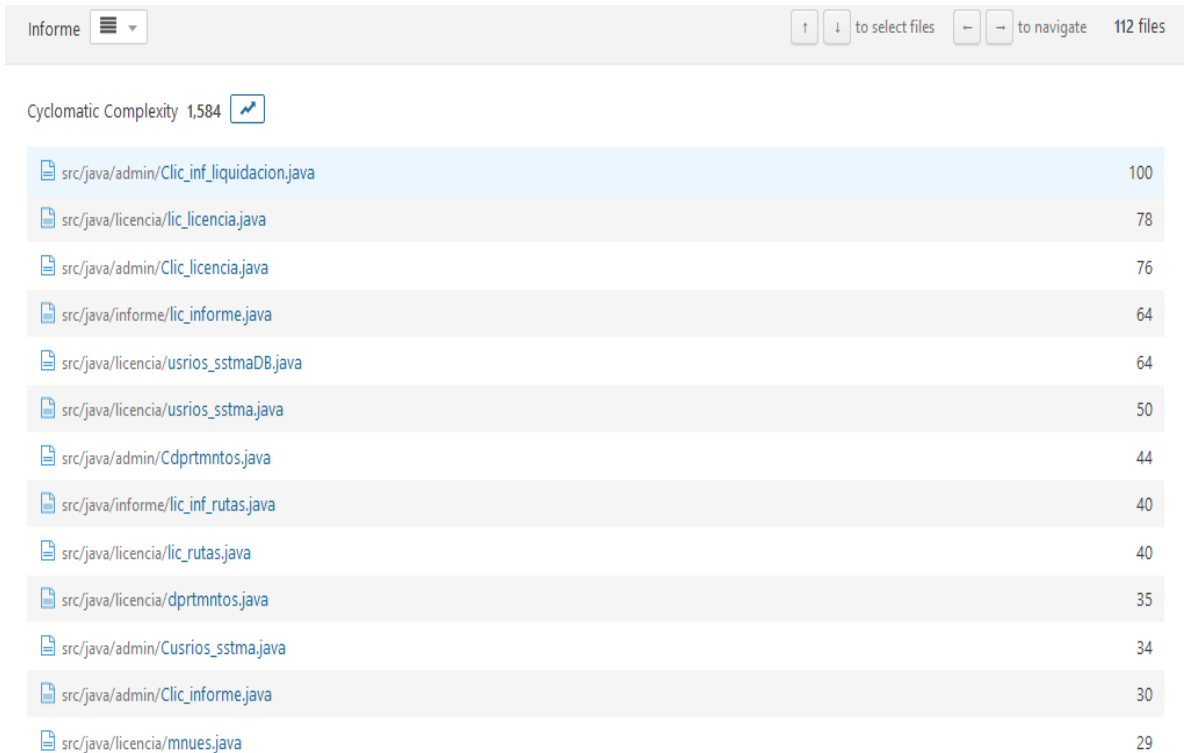 Informe ↑ ↓ to select files ← → to navigate 112 files
Cyclomatic Complexity 1,584
src/java/admin/Clic_inf_liquidacion.java 100
src/java/licencia/lic_licencia.java 78
src/java/admin/Clic_licencia.java 76
src/java/informe/lic_informe.java 64
src/java/licencia/usrios_sstmaDB.java 64
src/java/licencia/usrios_sstma.java 50
src/java/admin/Cdprtmntos.java 44
src/java/informe/lic_inf_rutas.java 40
src/java/licencia/lic_rutas.java 40
src/java/licencia/dprtmntos.java 35
src/java/admin/Cusrios_sstma.java 34
src/java/admin/Clic_informe.java 30
src/java/licencia/mnues.java 29